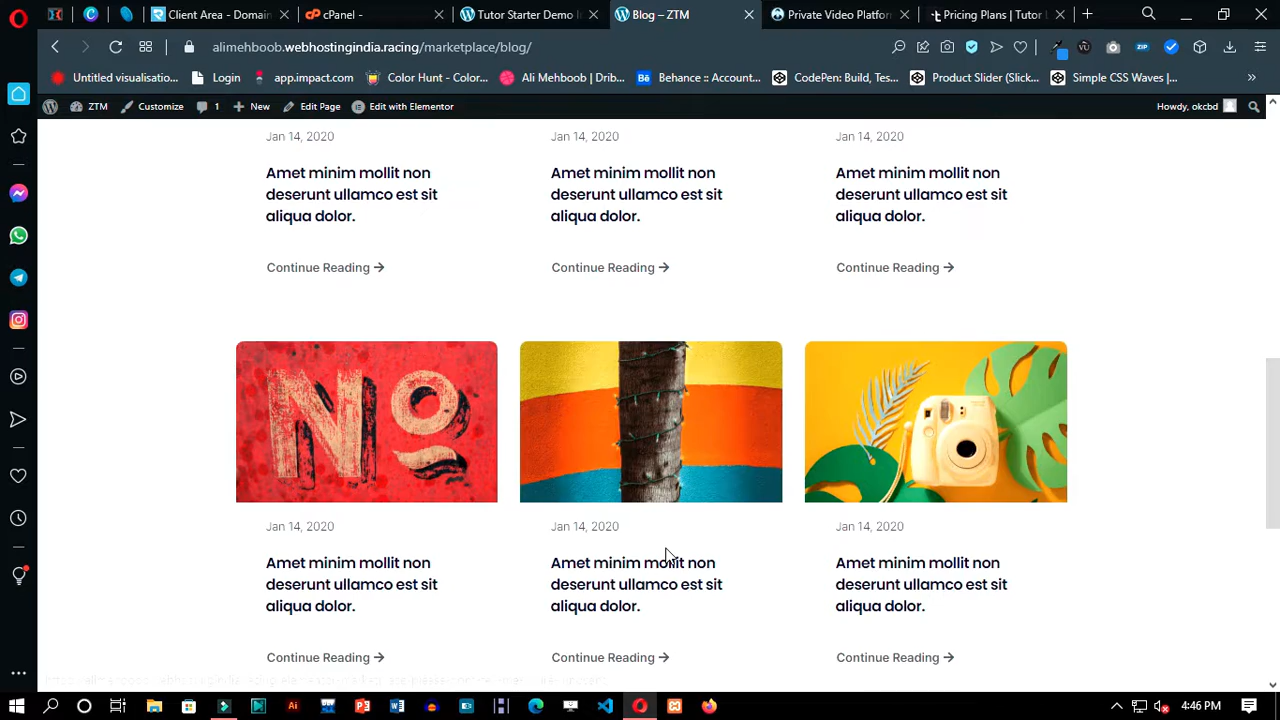 Client Area - Domain
cPanel -
Tutor Starter Demo I
Blog – ZTM
Private Video Platfor
Pricing Plans | Tutor L
alimehboob.webhostingindia.racing/marketplace/blog/
Untitled visualisatio...
Login
app.impact.com
Color Hunt - Color...
Ali Mehboob | Drib...
Behance :: Account...
CodePen: Build, Tes...
Product Slider (Slick...
Simple CSS Waves |...
ZTM
Customize
1
New
Edit Page
Edit with Elementor
Howdy, okcbd
Jan 14, 2020
Jan 14, 2020
Jan 14, 2020
Amet minim mollit non
deserunt ullamco est sit
aliqua dolor.
Amet minim mollit non
deserunt ullamco est sit
aliqua dolor.
Amet minim mollit non
deserunt ullamco est sit
aliqua dolor.
Continue Reading →
Continue Reading →
Continue Reading →
No
Jan 14, 2020
Jan 14, 2020
Jan 14, 2020
Amet minim mollit non
deserunt ullamco est sit
aliqua dolor.
Amet minim mollit non
deserunt ullamco est sit
aliqua dolor.
Amet minim mollit non
deserunt ullamco est sit
aliqua dolor.
Continue Reading →
Continue Reading →
Continue Reading →
4:46 PM